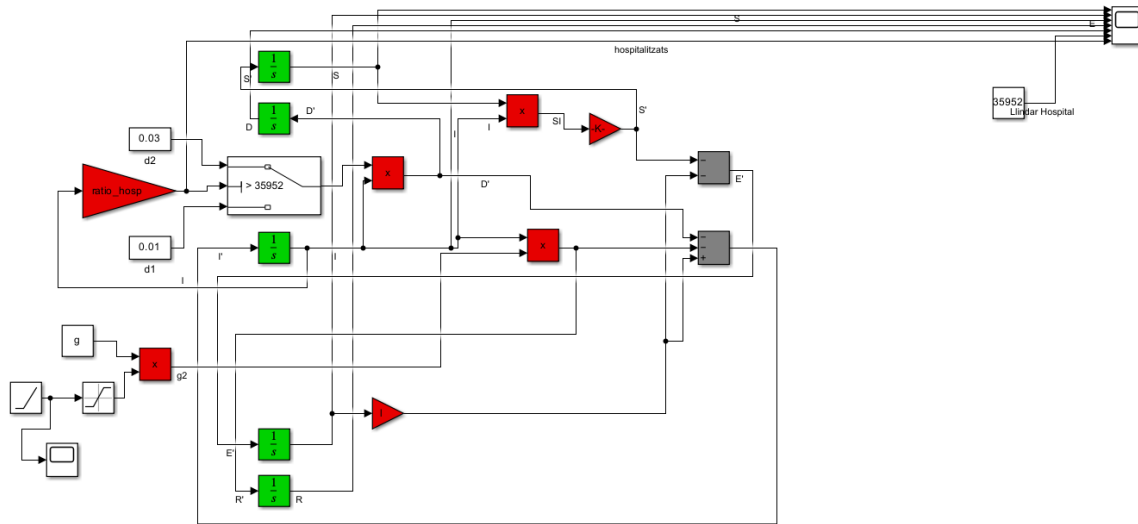 S
E
hospitalitzats
1
s
S'
S
1
s
D
D'
x
I
SI
-K-
S'
35952
Llindar Hospital
0.03
d2
ratio_hosp
> 35952
x
D'
I
E'
0.01
d1
1
s
I'
I
x
I
g
x
g2
l
1
s
E'
1
s
R'
R